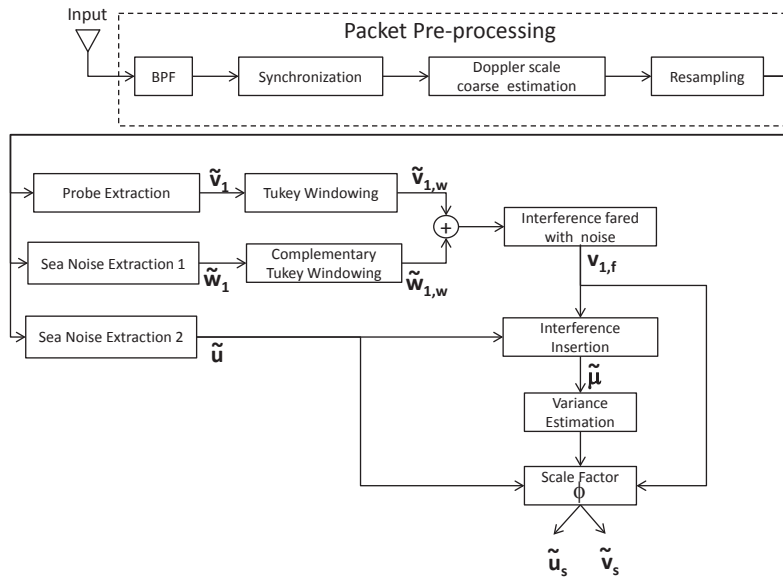 Input
Packet Pre-processing
BPF
Synchronization
Doppler scale
coarse estimation
Resampling
Probe Extraction
ṽ₁
Tukey Windowing
ṽ₁,w
Sea Noise Extraction 1
w̃₁
Complementary
Tukey Windowing
w̃₁,w
+
Interference fared
with noise
v₁,f
Sea Noise Extraction 2
ũ
Interference
Insertion
μ̃
Variance
Estimation
Scale Factor
ϕ
ũₛ
ṽₛ